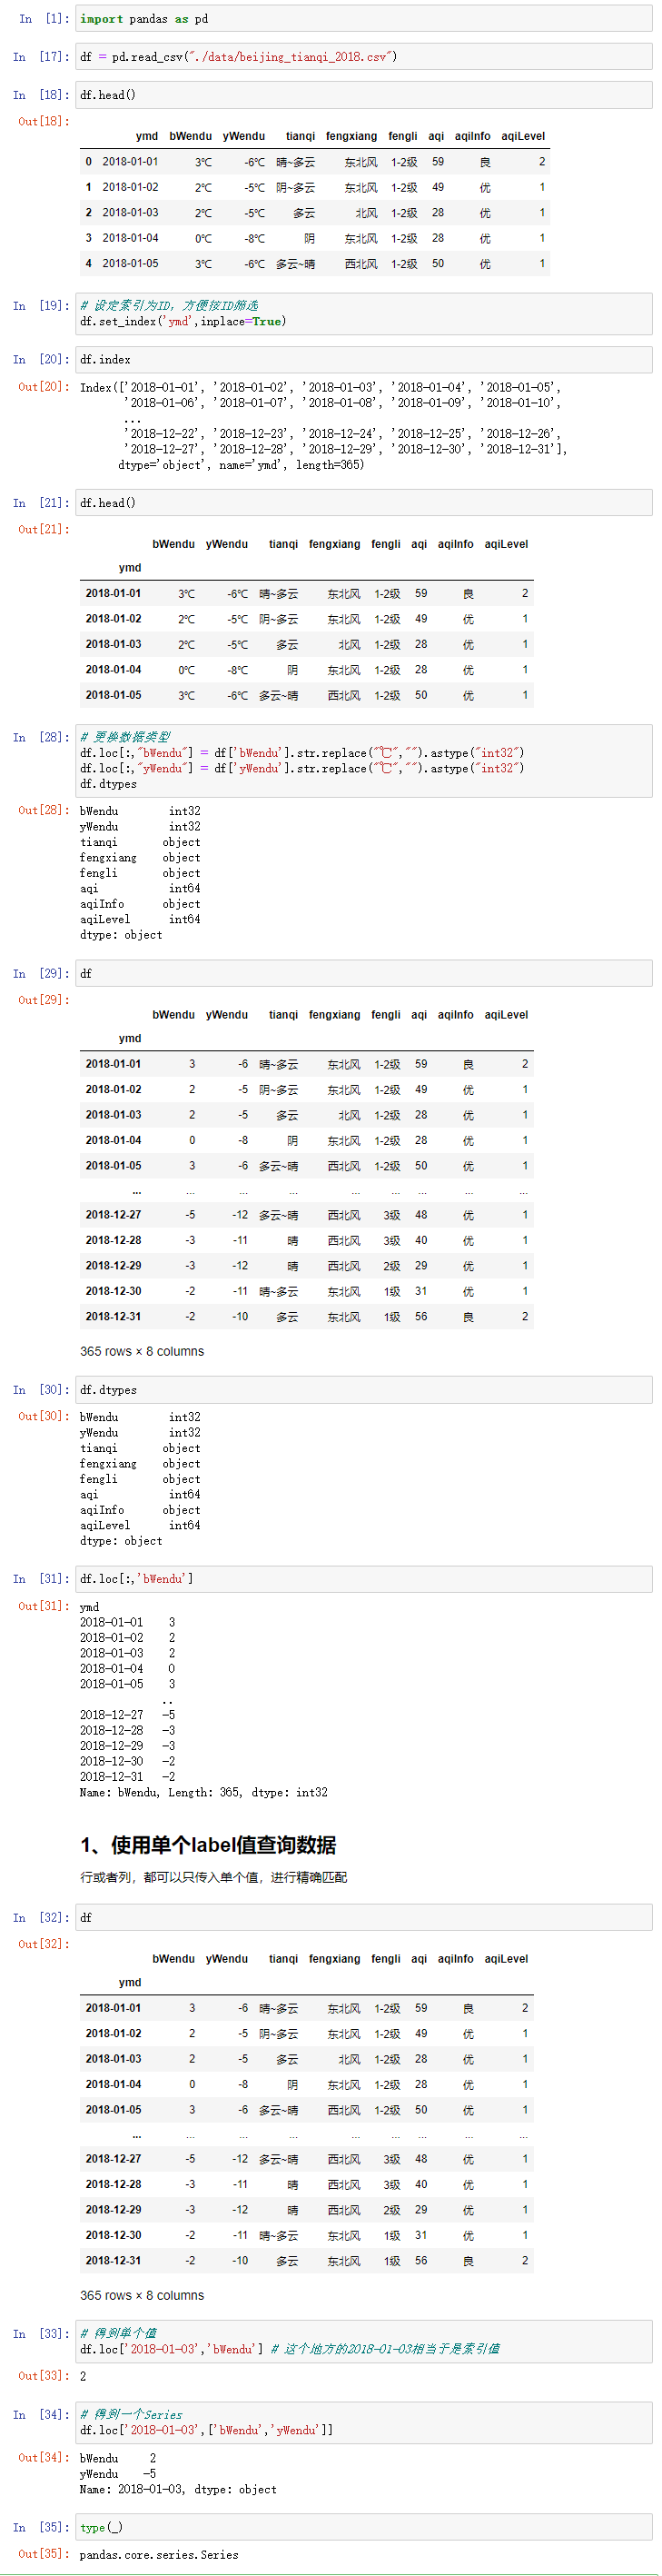 In [1]: import pandas as pd
In [17]: df = pd.read_csv("./data/beijing_tianqi_2018.csv")
In [18]: df.head()
Out[18]:
ymd bWendu yWendu tianqi fengxiang fengli aqi aqiInfo aqiLevel
0 2018-01-01 3℃ -6℃ 晴~多云 东北风 1-2级 59 良 2
1 2018-01-02 2℃ -5℃ 阴~多云 东北风 1-2级 49 优 1
2 2018-01-03 2℃ -5℃ 多云 北风 1-2级 28 优 1
3 2018-01-04 0℃ -8℃ 阴 东北风 1-2级 28 优 1
4 2018-01-05 3℃ -6℃ 多云~晴 西北风 1-2级 50 优 1
In [19]: # 设定索引为ID，方便按ID筛选
df.set_index('ymd',inplace=True)
In [20]: df.index
Out[20]: Index(['2018-01-01', '2018-01-02', '2018-01-03', '2018-01-04', '2018-01-05',
'2018-01-06', '2018-01-07', '2018-01-08', '2018-01-09', '2018-01-10',
...
'2018-12-22', '2018-12-23', '2018-12-24', '2018-12-25', '2018-12-26',
'2018-12-27', '2018-12-28', '2018-12-29', '2018-12-30', '2018-12-31'],
dtype='object', name='ymd', length=365)
In [21]: df.head()
Out[21]:
bWendu yWendu tianqi fengxiang fengli aqi aqiInfo aqiLevel
ymd
2018-01-01 3℃ -6℃ 晴~多云 东北风 1-2级 59 良 2
2018-01-02 2℃ -5℃ 阴~多云 东北风 1-2级 49 优 1
2018-01-03 2℃ -5℃ 多云 北风 1-2级 28 优 1
2018-01-04 0℃ -8℃ 阴 东北风 1-2级 28 优 1
2018-01-05 3℃ -6℃ 多云~晴 西北风 1-2级 50 优 1
In [28]: # 更换数据类型
df.loc[:,"bWendu"] = df['bWendu'].str.replace("℃","").astype("int32")
df.loc[:,"yWendu"] = df['yWendu'].str.replace("℃","").astype("int32")
df.dtypes
Out[28]: bWendu int32
yWendu int32
tianqi object
fengxiang object
fengli object
aqi int64
aqiInfo object
aqiLevel int64
dtype: object
In [29]: df
Out[29]:
bWendu yWendu tianqi fengxiang fengli aqi aqiInfo aqiLevel
ymd
2018-01-01 3 -6 晴~多云 东北风 1-2级 59 良 2
2018-01-02 2 -5 阴~多云 东北风 1-2级 49 优 1
2018-01-03 2 -5 多云 北风 1-2级 28 优 1
2018-01-04 0 -8 阴 东北风 1-2级 28 优 1
2018-01-05 3 -6 多云~晴 西北风 1-2级 50 优 1
... ... ... ... ... ... ... ... ...
2018-12-27 -5 -12 多云~晴 西北风 3级 48 优 1
2018-12-28 -3 -11 晴 西北风 3级 40 优 1
2018-12-29 -3 -12 晴 西北风 2级 29 优 1
2018-12-30 -2 -11 晴~多云 东北风 1级 31 优 1
2018-12-31 -2 -10 多云 东北风 1级 56 良 2
365 rows × 8 columns
In [30]: df.dtypes
Out[30]: bWendu int32
yWendu int32
tianqi object
fengxiang object
fengli object
aqi int64
aqiInfo object
aqiLevel int64
dtype: object
In [31]: df.loc[:,'bWendu']
Out[31]: ymd
2018-01-01 3
2018-01-02 2
2018-01-03 2
2018-01-04 0
2018-01-05 3
..
2018-12-27 -5
2018-12-28 -3
2018-12-29 -3
2018-12-30 -2
2018-12-31 -2
Name: bWendu, Length: 365, dtype: int32
1、使用单个label值查询数据
行或者列，都可以只传入单个值，进行精确匹配
In [32]: df
Out[32]:
bWendu yWendu tianqi fengxiang fengli aqi aqiInfo aqiLevel
ymd
2018-01-01 3 -6 晴~多云 东北风 1-2级 59 良 2
2018-01-02 2 -5 阴~多云 东北风 1-2级 49 优 1
2018-01-03 2 -5 多云 北风 1-2级 28 优 1
2018-01-04 0 -8 阴 东北风 1-2级 28 优 1
2018-01-05 3 -6 多云~晴 西北风 1-2级 50 优 1
... ... ... ... ... ... ... ... ...
2018-12-27 -5 -12 多云~晴 西北风 3级 48 优 1
2018-12-28 -3 -11 晴 西北风 3级 40 优 1
2018-12-29 -3 -12 晴 西北风 2级 29 优 1
2018-12-30 -2 -11 晴~多云 东北风 1级 31 优 1
2018-12-31 -2 -10 多云 东北风 1级 56 良 2
365 rows × 8 columns
In [33]: # 得到单个值
df.loc['2018-01-03','bWendu'] # 这个地方的2018-01-03相当于是索引值
Out[33]: 2
In [34]: # 得到一个Series
df.loc['2018-01-03',['bWendu','yWendu']]
Out[34]: bWendu 2
yWendu -5
Name: 2018-01-03, dtype: object
In [35]: type(_)
Out[35]: pandas.core.series.Series